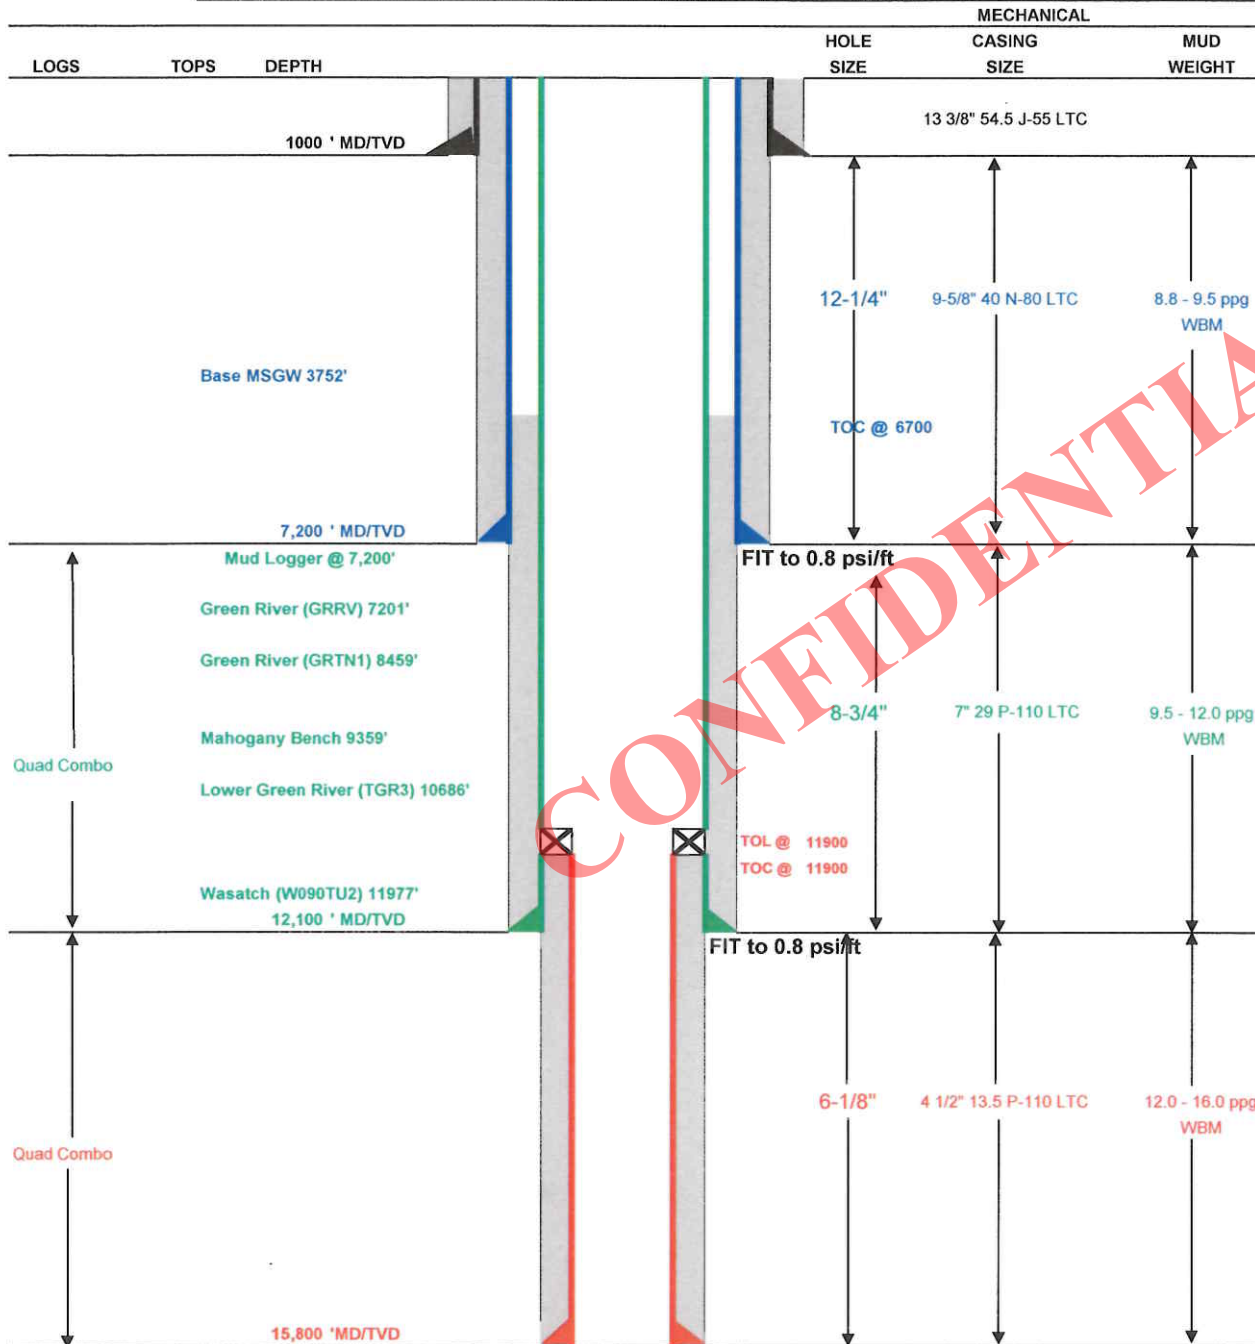 MECHANICAL
HOLE CASING MUD
LOGS TOPS DEPTH SIZE SIZE WEIGHT
13 3/8" 54.5 J-55 LTC
1000 ' MD/TVD
12-1/4" 9-5/8" 40 N-80 LTC 8.8 - 9.5 ppg
WBM
Base MSGW 3752'
TOC @ 6700
7,200 ' MD/TVD
Mud Logger @ 7,200'
FIT to 0.8 psi/ft
Green River (GRRV) 7201'
Green River (GRTN1) 8459'
8-3/4" 7" 29 P-110 LTC 9.5 - 12.0 ppg
WBM
Mahogany Bench 9359'
Quad Combo
Lower Green River (TGR3) 10686'
TOL @ 11900
TOC @ 11900
Wasatch (W090TU2) 11977'
12,100 ' MD/TVD
FIT to 0.8 psi/ft
6-1/8" 4 1/2" 13.5 P-110 LTC 12.0 - 16.0 ppg
WBM
Quad Combo
15,800 'MD/TVD
CONFIDENTIA